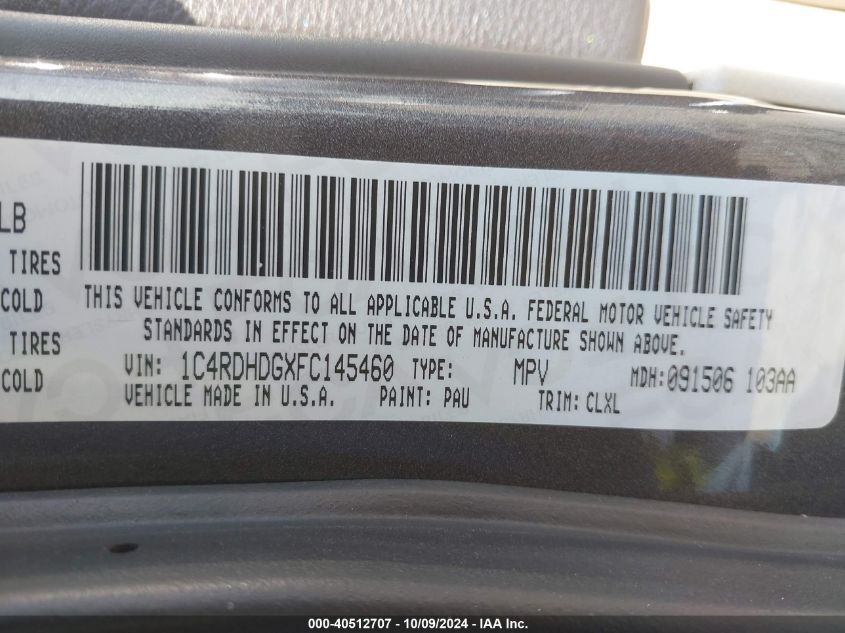 LB
TIRES
COLD
TIRES
COLD
THIS VEHICLE CONFORMS TO ALL APPLICABLE U.S.A. FEDERAL MOTOR VEHICLE SAFETY
STANDARDS IN EFFECT ON THE DATE OF MANUFACTURE SHOWN ABOVE.
VIN: 1C4RDHDGXFC145460 TYPE: MPV MDH:091506 103AA
VEHICLE MADE IN U.S.A. PAINT: PAU TRIM: CLXL
000-40512707 - 10/09/2024 - IAA Inc.